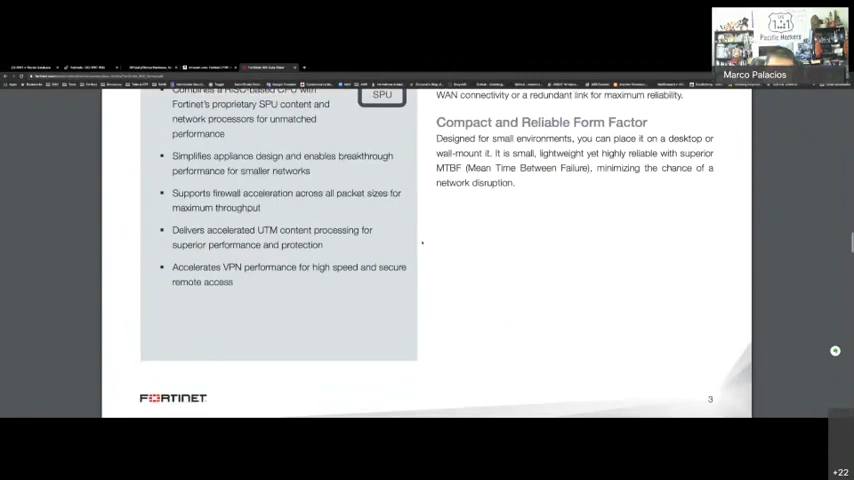 Marco Palacios
Pacific Hackers
Combines a RISC-based CPU with
Fortinet's proprietary SPU content and
network processors for unmatched
performance
SPU
▪ Simplifies appliance design and enables breakthrough
performance for smaller networks
▪ Supports firewall acceleration across all packet sizes for
maximum throughput
▪ Delivers accelerated UTM content processing for
superior performance and protection
▪ Accelerates VPN performance for high speed and secure
remote access
WAN connectivity or a redundant link for maximum reliability.
Compact and Reliable Form Factor
Designed for small environments, you can place it on a desktop or
wall-mount it. It is small, lightweight yet highly reliable with superior
MTBF (Mean Time Between Failure), minimizing the chance of a
network disruption.
FORTINET
3
+22